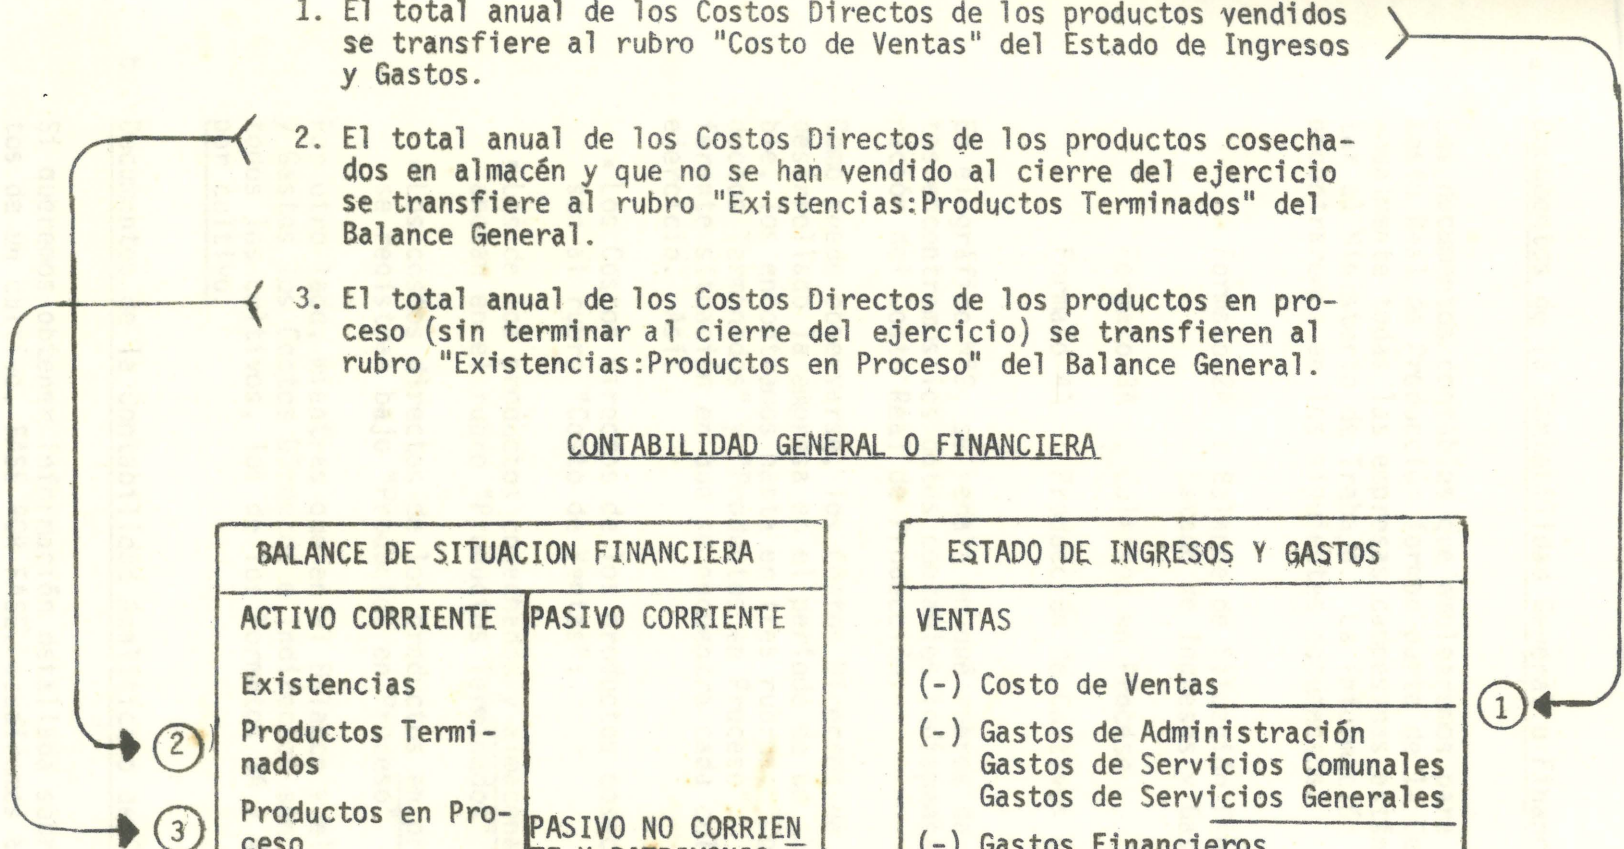 1. El total anual de los Costos Directos de los productos vendidos
se transfiere al rubro "Costo de Ventas" del Estado de Ingresos
y Gastos.
2. El total anual de los Costos Directos de los productos cosecha-
dos en almacén y que no se han vendido al cierre del ejercicio
se transfiere al rubro "Existencias:Productos Terminados" del
Balance General.
3. El total anual de los Costos Directos de los productos en pro-
ceso (sin terminar al cierre del ejercicio) se transfieren al
rubro "Existencias:Productos en Proceso" del Balance General.
CONTABILIDAD GENERAL O FINANCIERA
BALANCE DE SITUACION FINANCIERA
ACTIVO CORRIENTE
Existencias
2
Productos Termi-
nados
3
Productos en Pro-
ceso
PASIVO CORRIENTE
PASIVO NO CORRIEN
TE Y PATRIMONIO
ESTADO DE INGRESOS Y GASTOS
VENTAS
(-) Costo de Ventas
1
(-) Gastos de Administración
Gastos de Servicios Comunales
Gastos de Servicios Generales
(-) Gastos Financieros